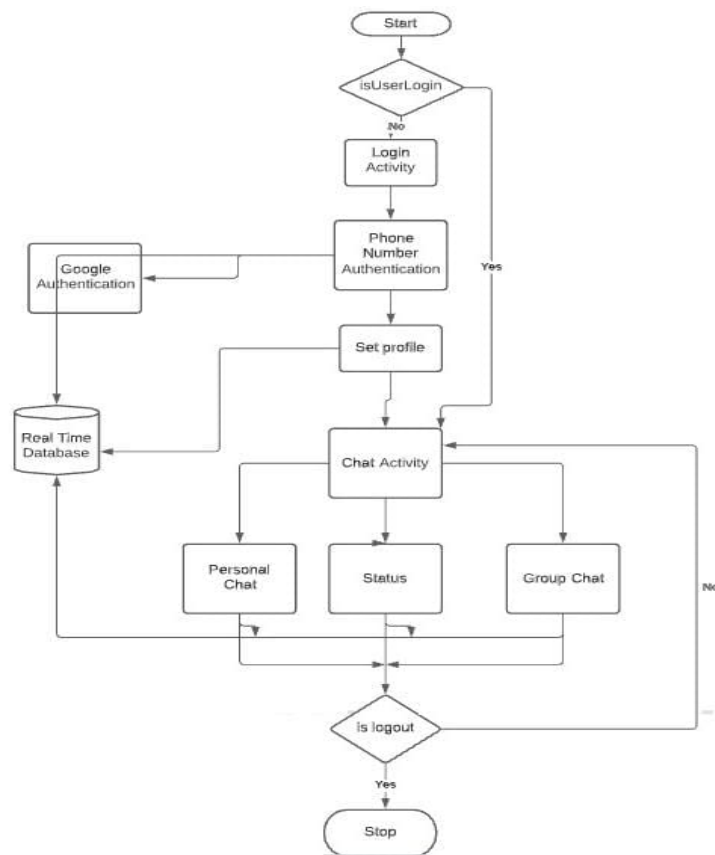 Start
isUserLogin
No
Login
Activity
Phone
Number
Authentication
Google
Authentication
Yes
Set profile
Real Time
Database
Chat Activity
Personal
Chat
Status
Group Chat
No
is logout
Yes
Stop